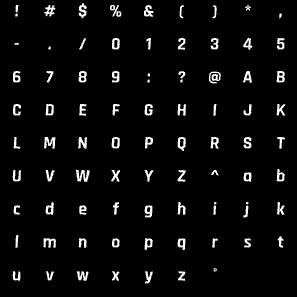 ! # $ % & ( ) * ,
- . / 0 1 2 3 4 5
6 7 8 9 : ? @ A B
C D E F G H I J K
L M N O P Q R S T
U V W X Y Z ^ a b
c d e f g h i j k
l m n o p q r s t
u v w x y z °